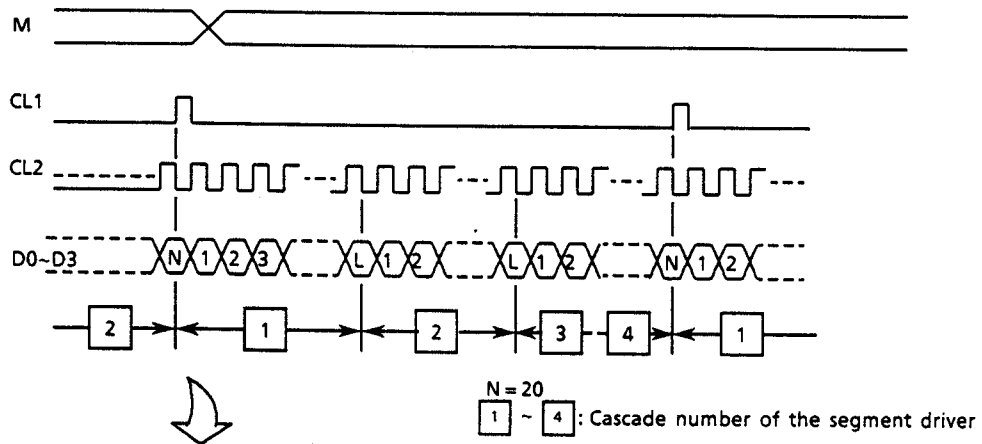 M
CL1
CL2
D0~D3
N 1 2 3 L 1 2 L 1 2 N 1 2
2 1 2 3 4 1
N = 20
1 ~ 4 : Cascade number of the segment driver